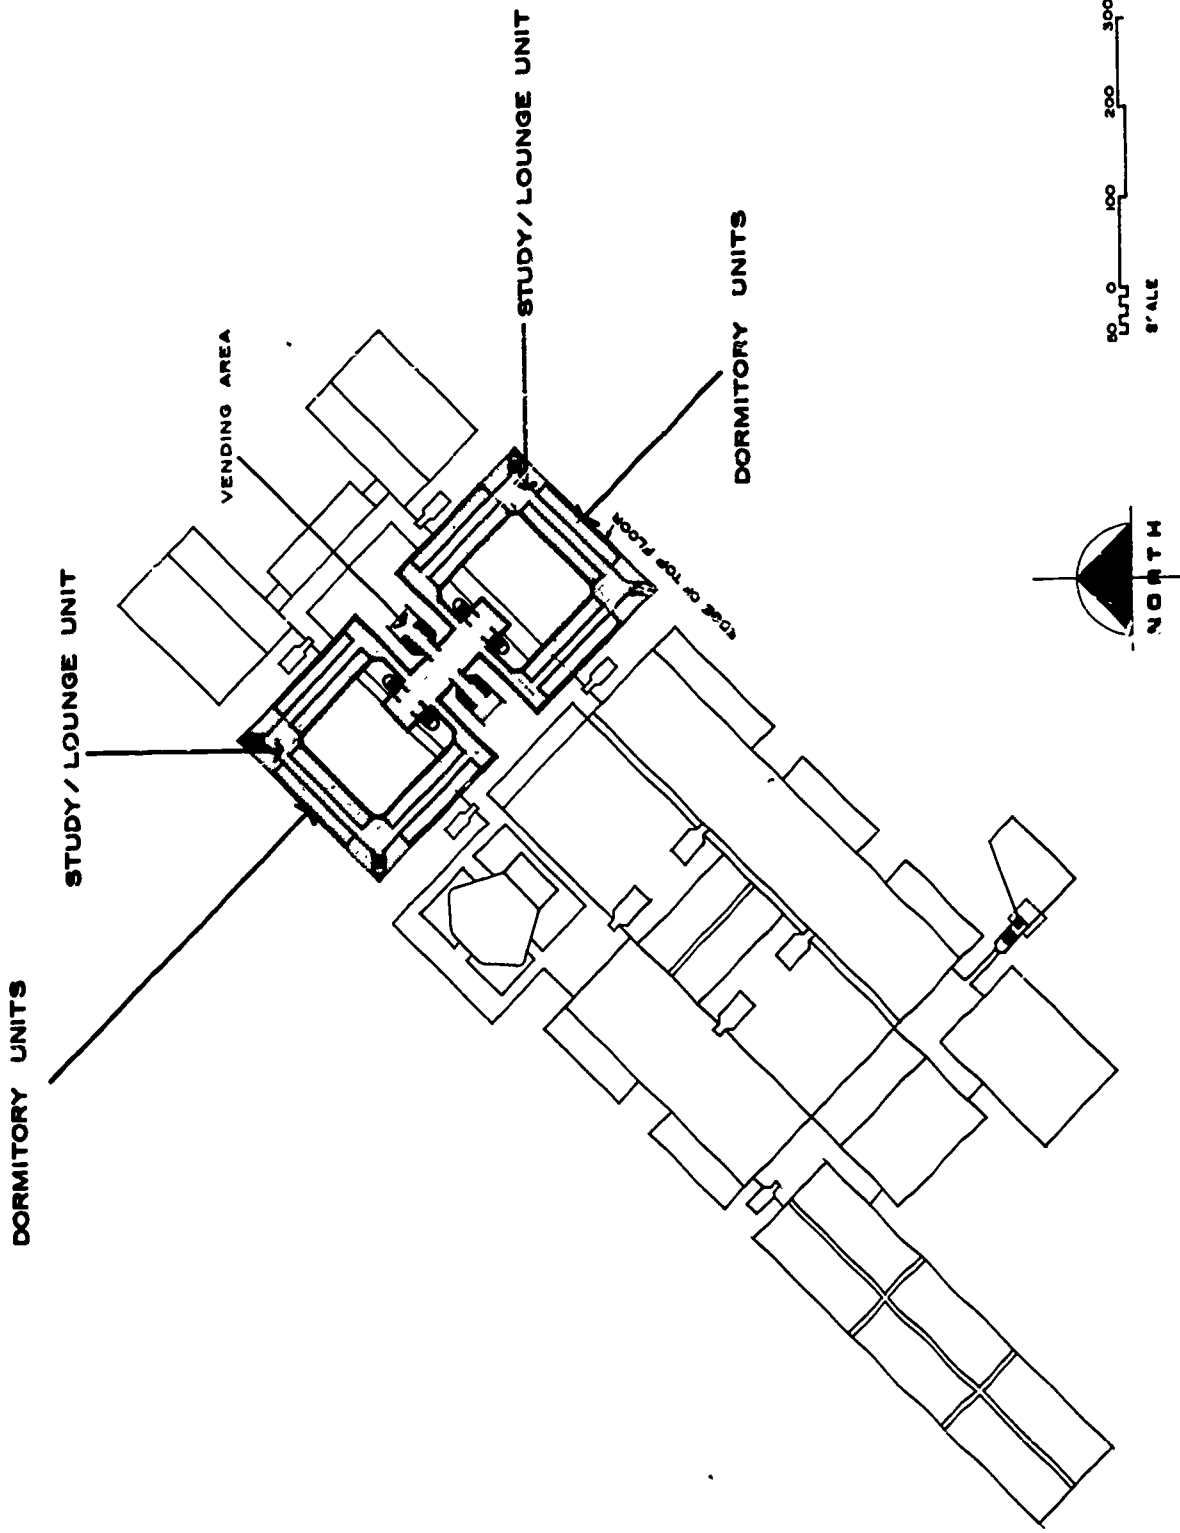 DORMITORY UNITS
STUDY/LOUNGE UNIT
VENDING AREA
STUDY/LOUNGE UNIT
DORMITORY UNITS
EDGE OF TOP FLOOR
NORTH
50 0 100 200 300
SCALE